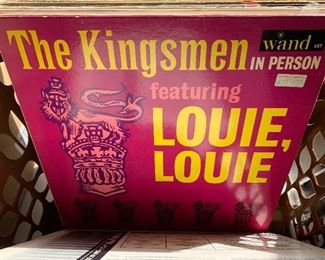 The Kingsmen
wand
IN PERSON
featuring
LOUIE,
LOUIE